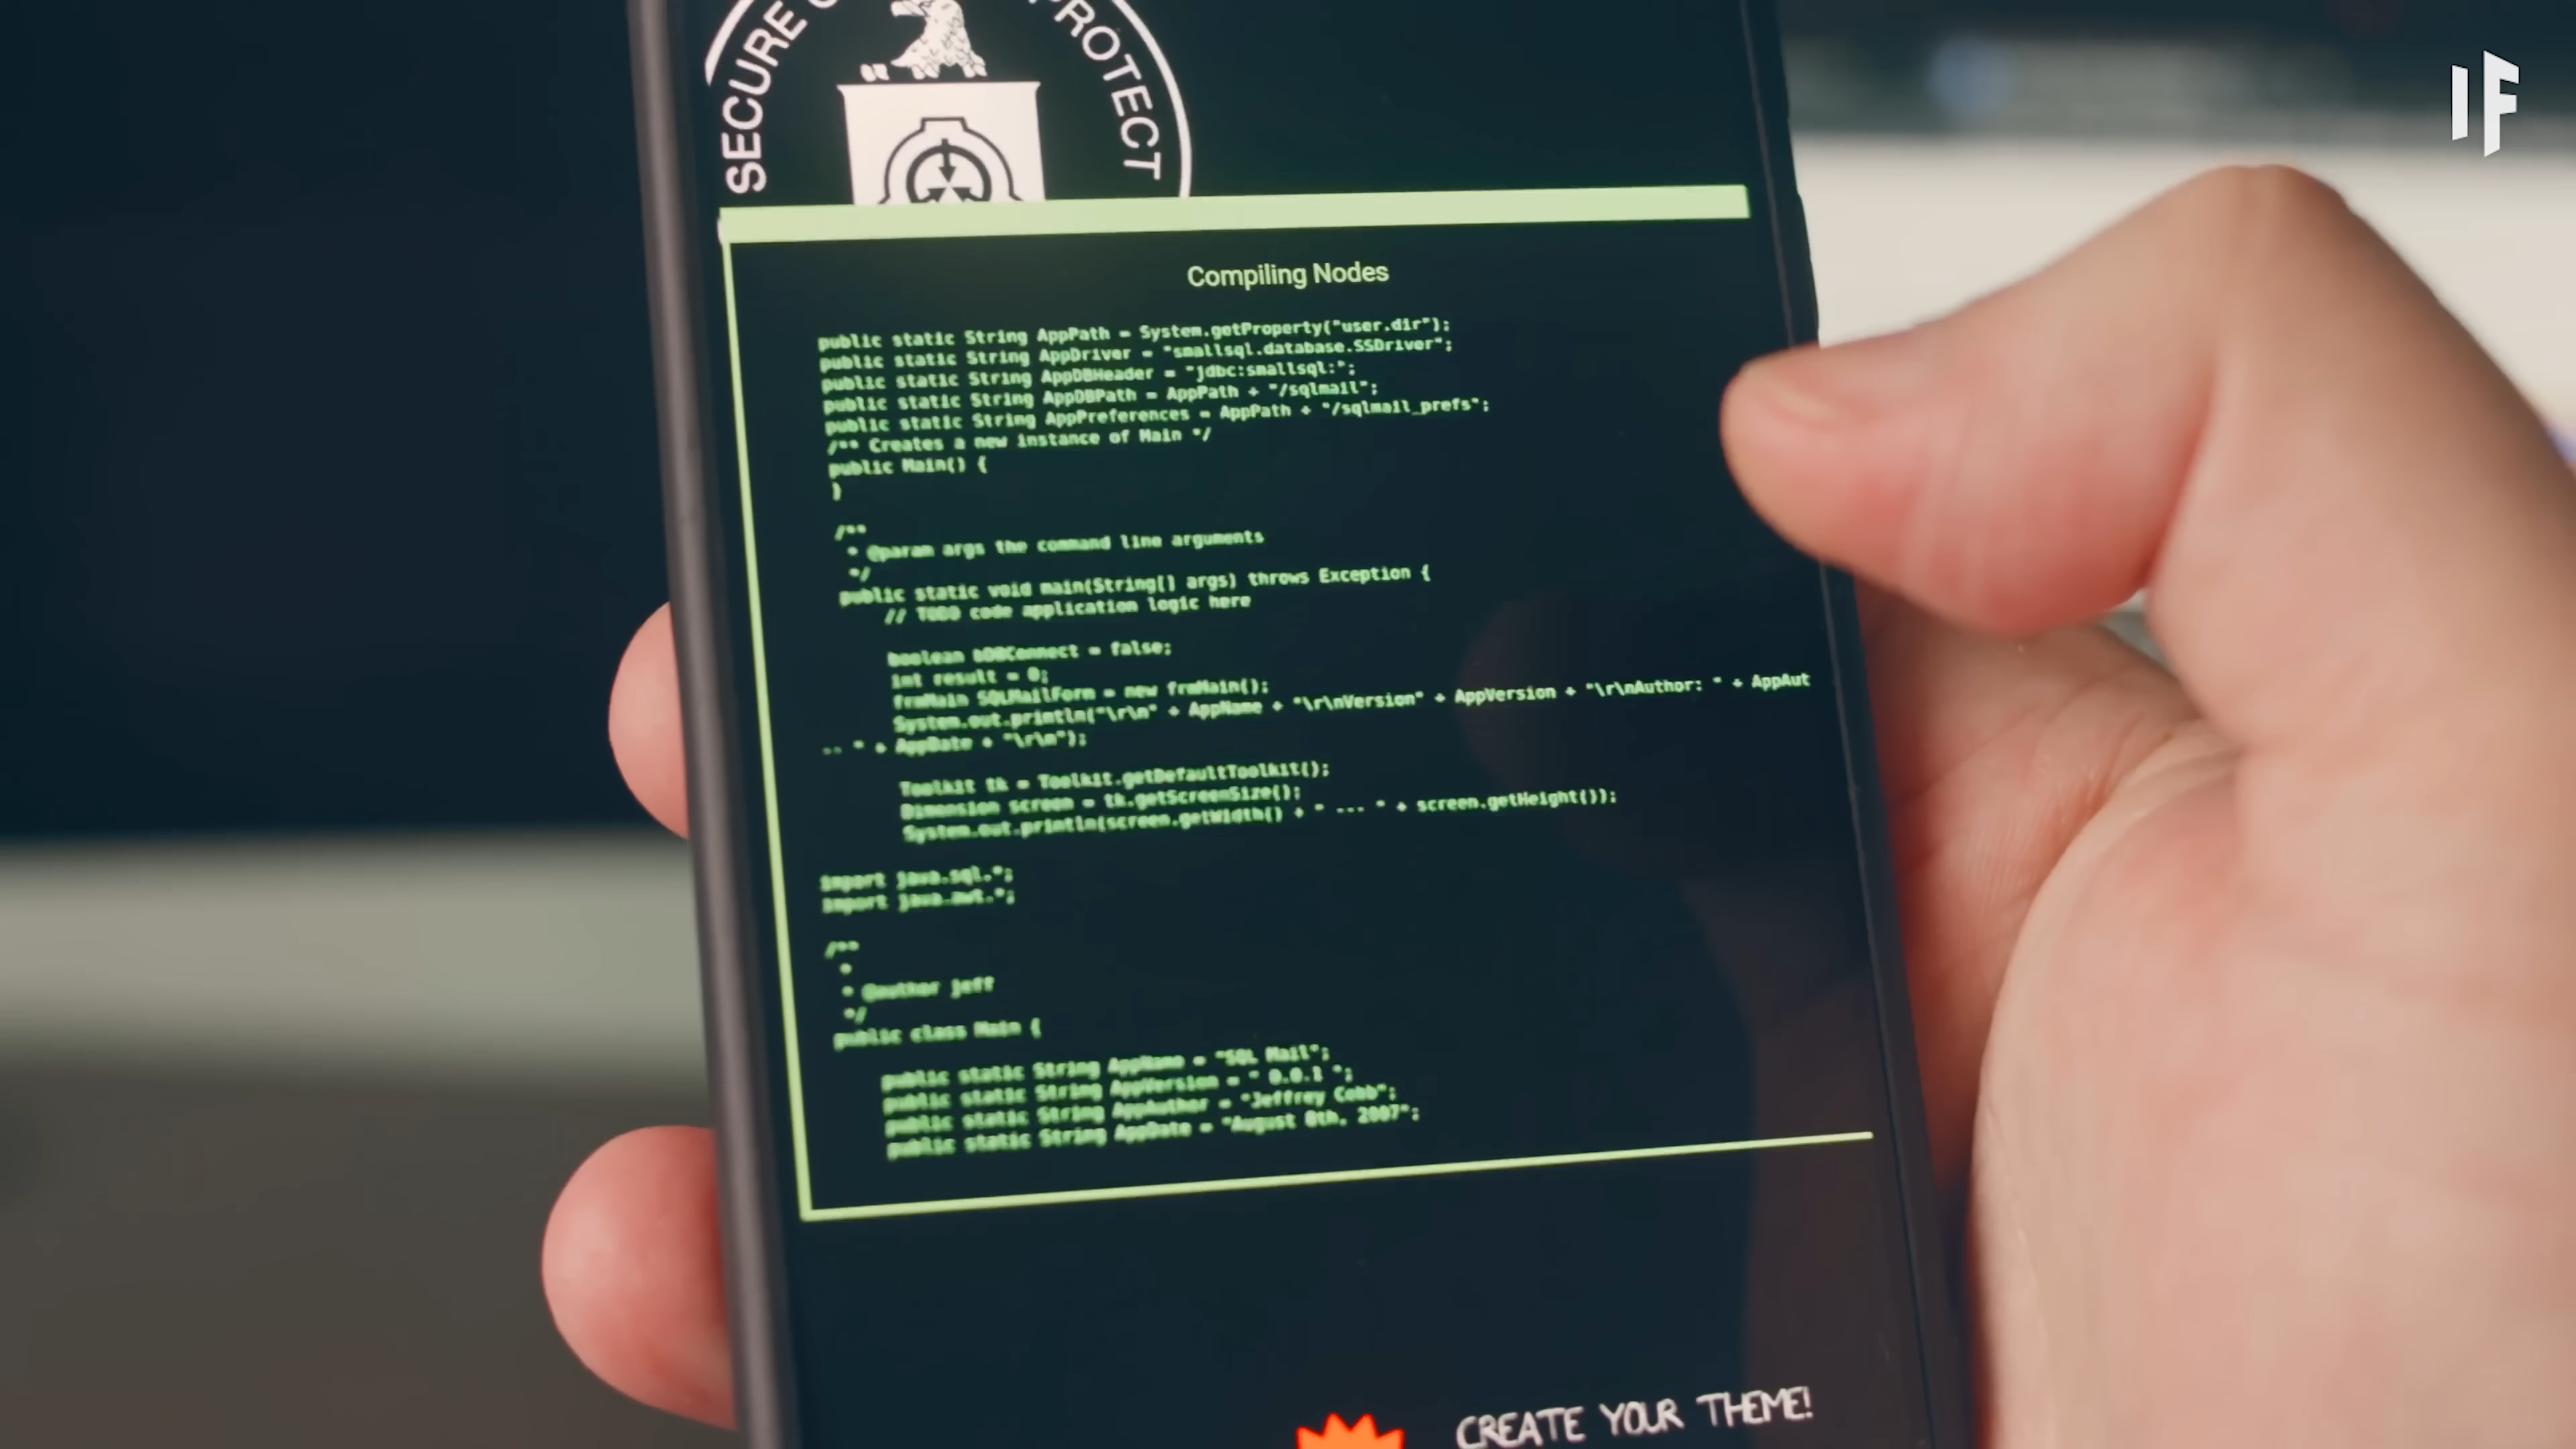 SECURE
PROTECT
IF
Compiling Nodes
public static String AppPath = System.getProperty("user.dir");
public static String AppDriver = "smallsql.database.SSDriver";
public static String AppDBHeader = "jdbc:smallsql:";
public static String AppDBPath = AppPath + "/sqlmail";
public static String AppPreferences = AppPath + "/sqlmail_prefs";
/** Creates a new instance of Main */
public Main() {
}
/**
* @param args the command line arguments
*/
public static void main(String[] args) throws Exception {
// TODO code application logic here
boolean bDBConnect = false;
int result = 0;
frmMain SQLMailForm = new frmMain();
System.out.println("\r\n" + AppName + "\r\nVersion" + AppVersion + "\r\nAuthor: " + AppAut
-- " + AppDate + "\r\n");
Toolkit tk = Toolkit.getDefaultToolkit();
Dimension screen = tk.getScreenSize();
System.out.println(screen.getWidth() + " --- " + screen.getHeight());
import java.sql.*;
import java.awt.*;
/**
*
* @author jeff
*/
public class Main {
public static String AppName = "SQL Mail";
public static String AppVersion = " 0.0.1 ";
public static String AppAuthor = "Jeffrey Cobb";
public static String AppDate = "August 8th, 2007";
CREATE YOUR THEME!